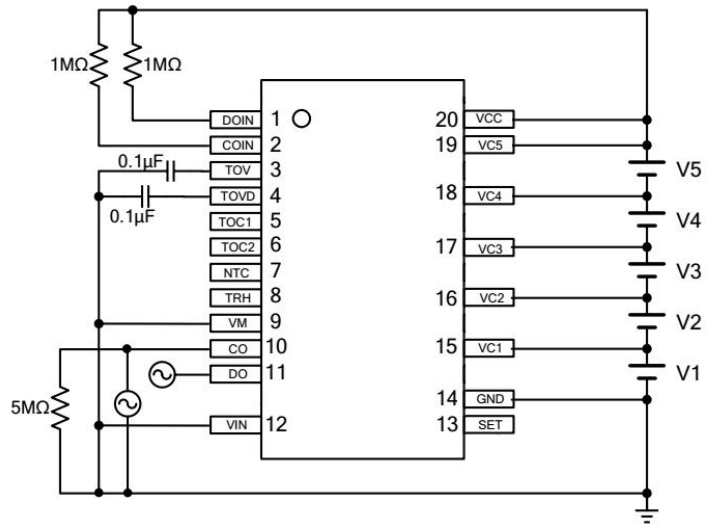 1MΩ 1MΩ
DOIN 1 20 VCC
COIN 2 19 VC5
0.1μF TOV 3 V5
TOVD 4 18 VC4
0.1μF
TOC1 5 V4
TOC2 6 17 VC3
NTC 7 V3
TRH 8 16 VC2
VM 9 V2
CO 10 15 VC1
DO 11 V1
14 GND
5MΩ
VIN 12 13 SET